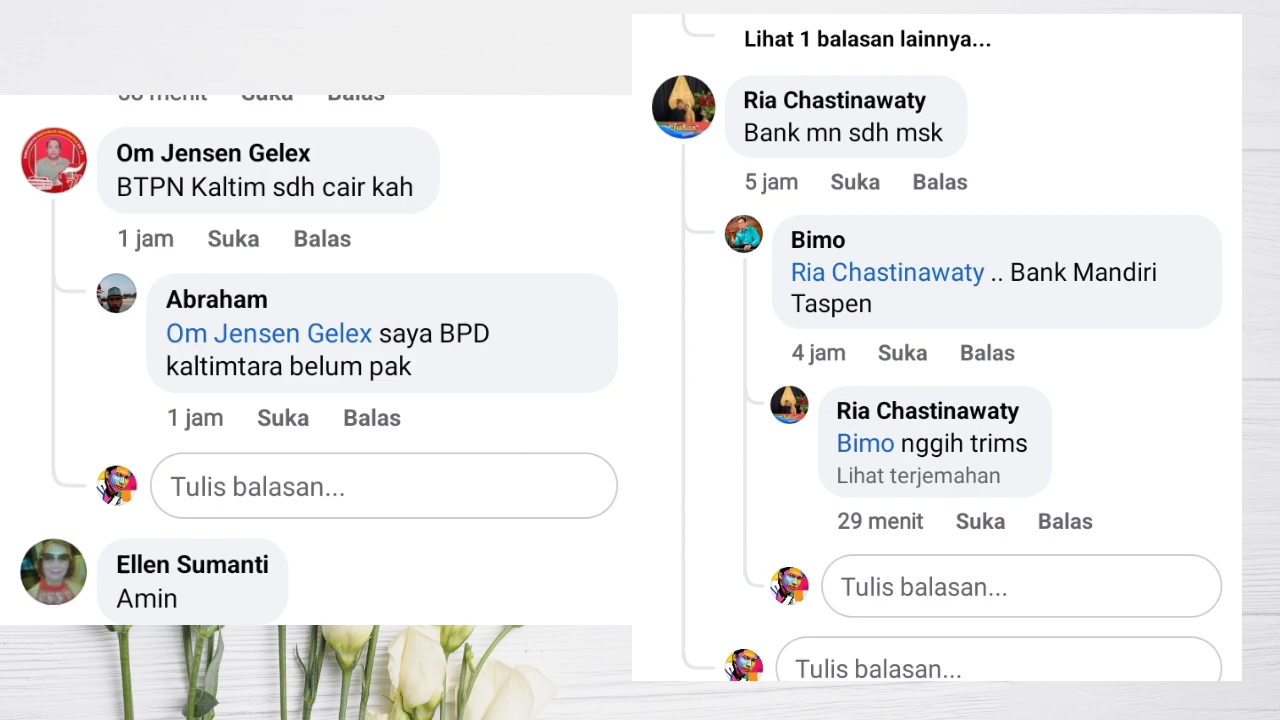 menit Suka Balas
Om Jensen Gelex
BTPN Kaltim sdh cair kah
1 jam Suka Balas
Abraham
Om Jensen Gelex saya BPD
kaltimtara belum pak
1 jam Suka Balas
Tulis balasan...
Ellen Sumanti
Amin
Lihat 1 balasan lainnya...
Ria Chastinawaty
Bank mn sdh msk
5 jam Suka Balas
Bimo
Ria Chastinawaty .. Bank Mandiri
Taspen
4 jam Suka Balas
Ria Chastinawaty
Bimo nggih trims
Lihat terjemahan
29 menit Suka Balas
Tulis balasan...
Tulis balasan...